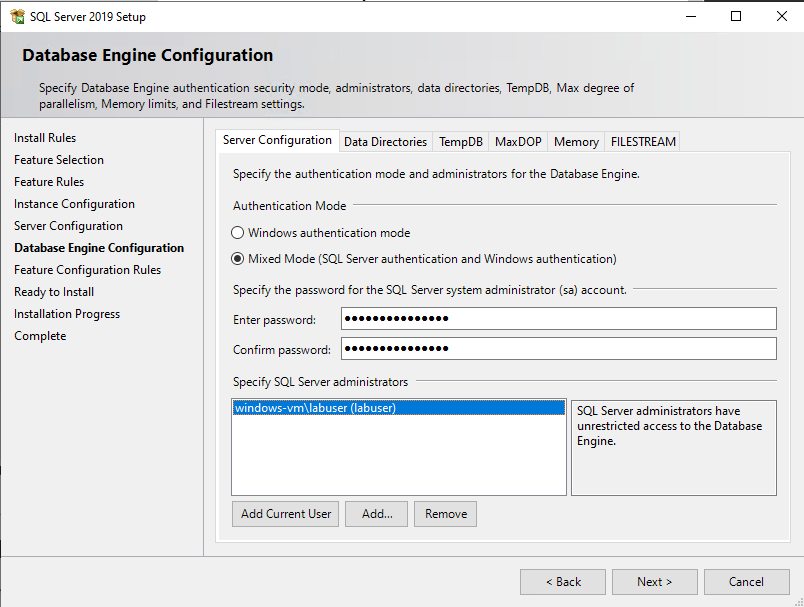 SQL Server 2019 Setup
Database Engine Configuration
Specify Database Engine authentication security mode, administrators, data directories, TempDB, Max degree of
parallelism, Memory limits, and Filestream settings.
Install Rules
Feature Selection
Feature Rules
Instance Configuration
Server Configuration
Database Engine Configuration
Feature Configuration Rules
Ready to Install
Installation Progress
Complete
Server Configuration Data Directories TempDB MaxDOP Memory FILESTREAM
Specify the authentication mode and administrators for the Database Engine.
Authentication Mode
Windows authentication mode
Mixed Mode (SQL Server authentication and Windows authentication)
Specify the password for the SQL Server system administrator (sa) account.
Enter password: ●●●●●●●●●●●●●●●
Confirm password: ●●●●●●●●●●●●●●●
Specify SQL Server administrators
windows-vm\labuser (labuser)
SQL Server administrators have
unrestricted access to the Database
Engine.
Add Current User Add... Remove
< Back Next > Cancel